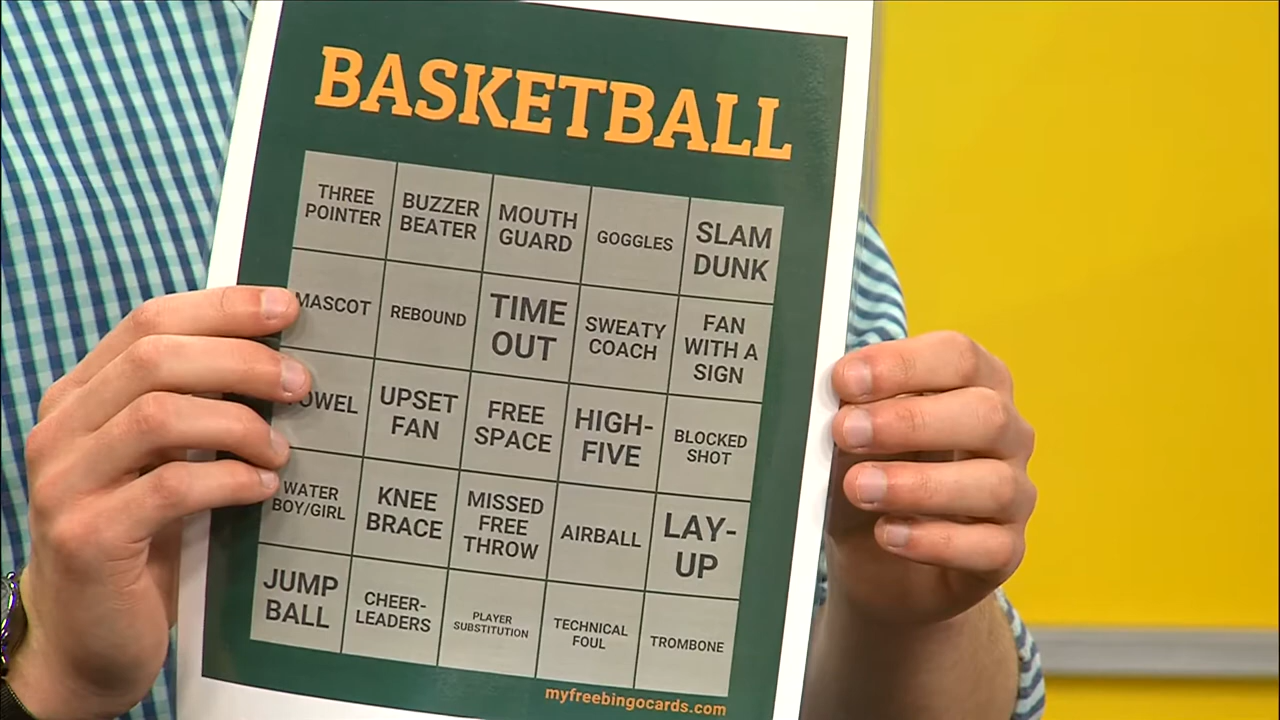 BASKETBALL
THREE
POINTER
BUZZER
BEATER
MOUTH
GUARD
GOGGLES
SLAM
DUNK
MASCOT
REBOUND
TIME
OUT
SWEATY
COACH
FAN
WITH A
SIGN
OWEL
UPSET
FAN
FREE
SPACE
HIGH-
FIVE
BLOCKED
SHOT
WATER
BOY/GIRL
KNEE
BRACE
MISSED
FREE
THROW
AIRBALL
LAY-
UP
JUMP
BALL
CHEER-
LEADERS
PLAYER
SUBSTITUTION
TECHNICAL
FOUL
TROMBONE
myfreebingocards.com